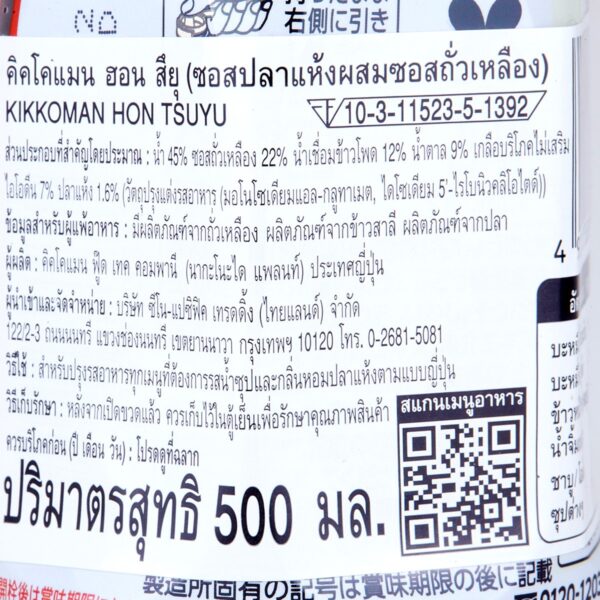 右側に引き
คิคโคแมน ฮอน สึยุ (ซอสปลาแห้งผสมซอสถั่วเหลือง)
KIKKOMAN HON TSUYU
10-3-11523-5-1392
ส่วนประกอบที่สำคัญโดยประมาณ : น้ำ 45% ซอสถั่วเหลือง 22% น้ำเชื่อมข้าวโพด 12% น้ำตาล 9% เกลือบริโภคไม่เสริม
ไอโอดีน 7% ปลาแห้ง 1.6% (วัตถุปรุงแต่งรสอาหาร (มอโนโซเดียมแอล-กลูทาเมต, ไดโซเดียม 5'-ไรโบนิวคลีโอไตด์))
ข้อมูลสำหรับผู้แพ้อาหาร : มีผลิตภัณฑ์จากถั่วเหลือง ผลิตภัณฑ์จากข้าวสาลี ผลิตภัณฑ์จากปลา
ผู้ผลิต : คิคโคแมน ฟู๊ด เทค คอมพานี (นากะโนะได แพลนท์) ประเทศญี่ปุ่น
ผู้นำเข้าและจัดจำหน่าย : บริษัท ซีโน-แปซิฟิค เทรดดิ้ง (ไทยแลนด์) จำกัด
122/2-3 ถนนนนทรี แขวงช่องนนทรี เขตยานนาวา กรุงเทพฯ 10120 โทร. 0-2681-5081
วิธีใช้ : สำหรับปรุงรสอาหารทุกเมนูที่ต้องการรสน้ำซุปและกลิ่นหอมปลาแห้งตามแบบญี่ปุ่น
วิธีเก็บรักษา : หลังจากเปิดขวดแล้ว ควรเก็บไว้ในตู้เย็นเพื่อรักษาคุณภาพสินค้า
สแกนเมนูอาหาร
ควรบริโภคก่อน (ปี เดือน วัน) : โปรดดูที่ฉลาก
ปริมาตรสุทธิ 500 มล.
製造所固有の記号は賞味期限の後に記載
開栓後は賞味期限
0120-120